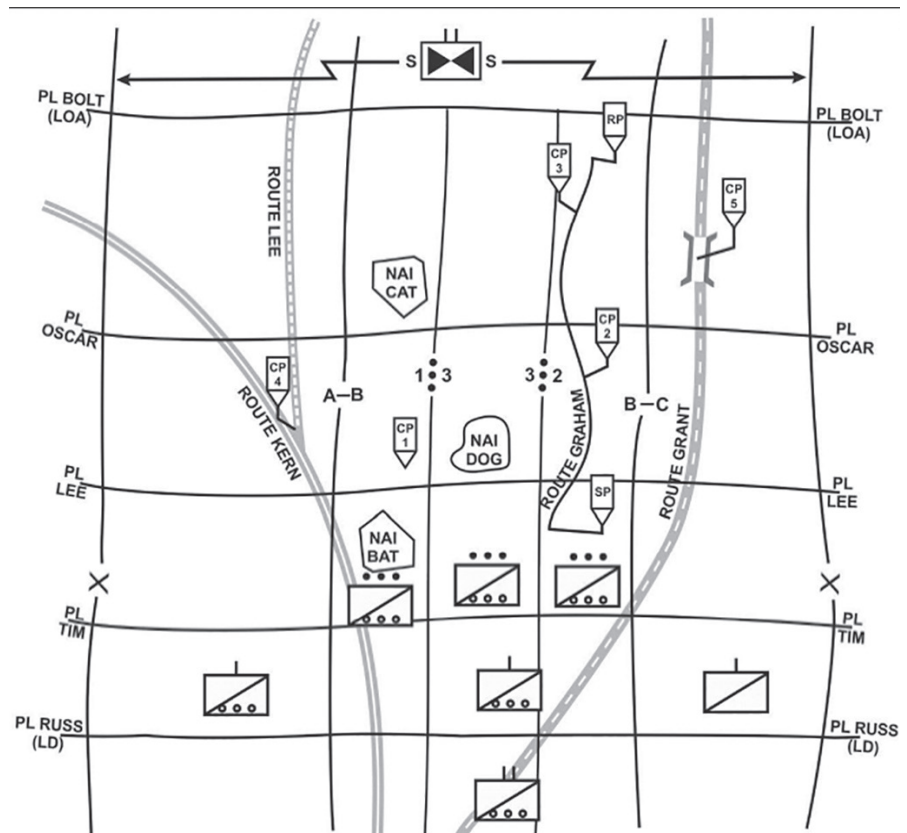 S S
PL BOLT
(LOA)
PL BOLT
(LOA)
RP
CP
3
ROUTE LEE
CP
5
NAI
CAT
PL
OSCAR
PL
OSCAR
CP
2
CP
4
1 3
3 2
A–B
B–C
ROUTE KERN
CP
1
NAI
DOG
ROUTE GRAHAM
ROUTE GRANT
PL
LEE
PL
LEE
SP
NAI
BAT
X
X
PL
TIM
PL
TIM
PL RUSS
(LD)
PL RUSS
(LD)